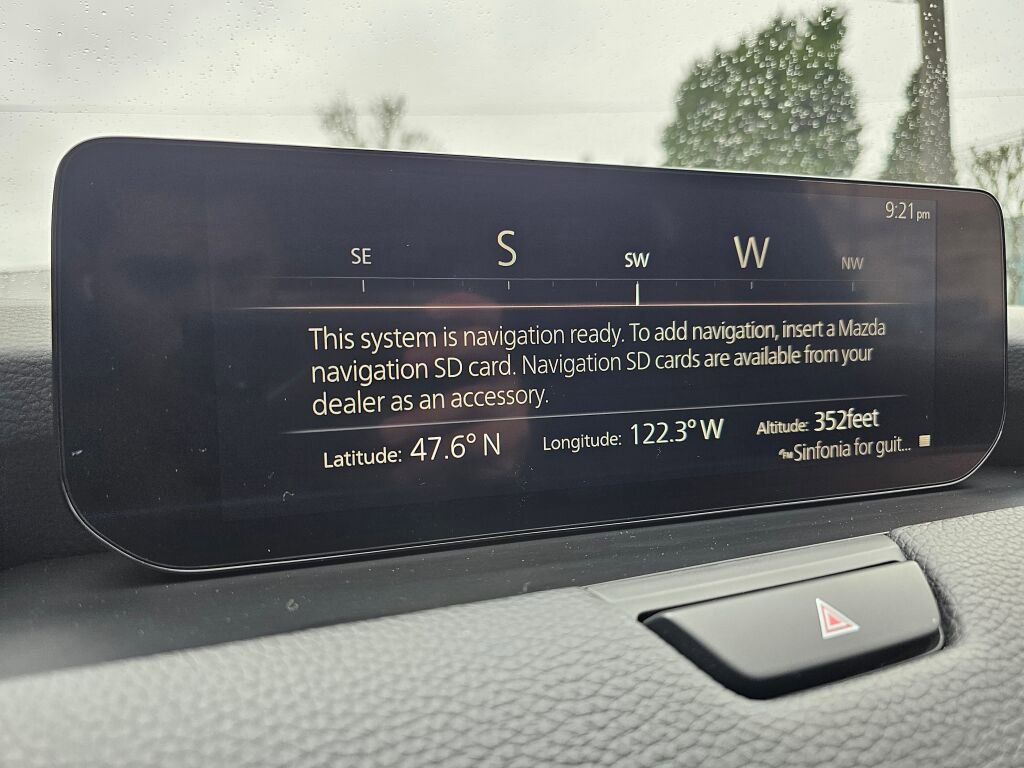 9:21pm
SE S SW W NW
This system is navigation ready. To add navigation, insert a Mazda
navigation SD card. Navigation SD cards are available from your
dealer as an accessory.
Latitude: 47.6° N Longitude: 122.3° W Altitude: 352feet
FM Sinfonia for guit...